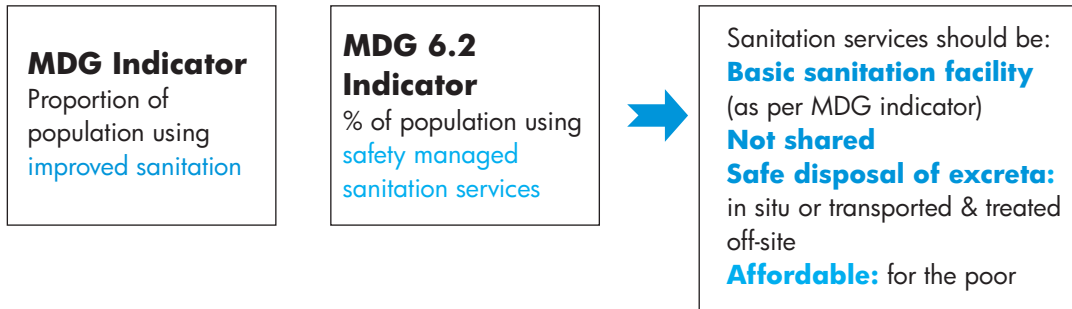 MDG Indicator
Proportion of
population using
improved sanitation
MDG 6.2
Indicator
% of population using
safety managed
sanitation services
Sanitation services should be:
Basic sanitation facility
(as per MDG indicator)
Not shared
Safe disposal of excreta:
in situ or transported & treated
off-site
Affordable: for the poor